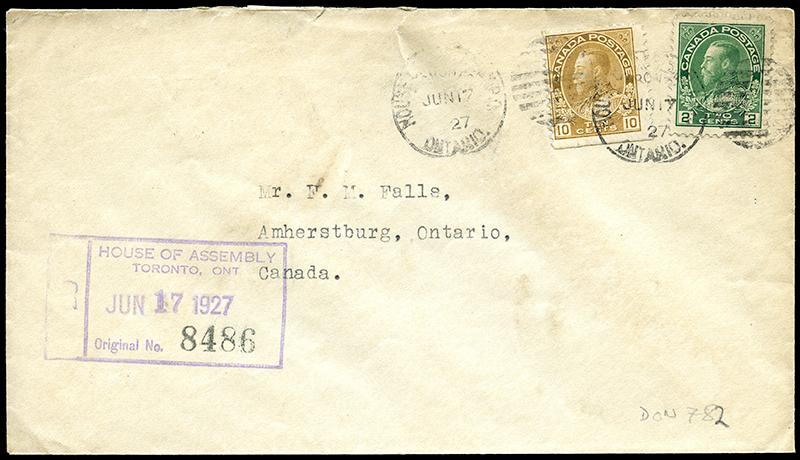 JUN 17
27
ONTARIO.
CANADA POSTAGE
10 10
CENTS
CANADA POSTAGE
2 TWO 2
CENTS
JUN 17
27
ONTARIO.
Mr. F. M. Falls,
Amherstburg, Ontario,
Canada.
HOUSE OF ASSEMBLY
TORONTO, ONT
JUN 17 1927
Original No. 8486
R
DON 782